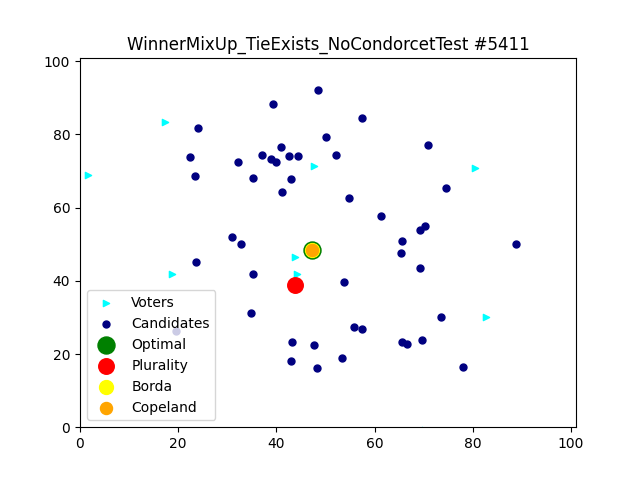 WinnerMixUp_TieExists_NoCondorcetTest #5411
100
80
60
40
20
0
Voters
Candidates
Optimal
Plurality
Borda
Copeland
0 20 40 60 80 100